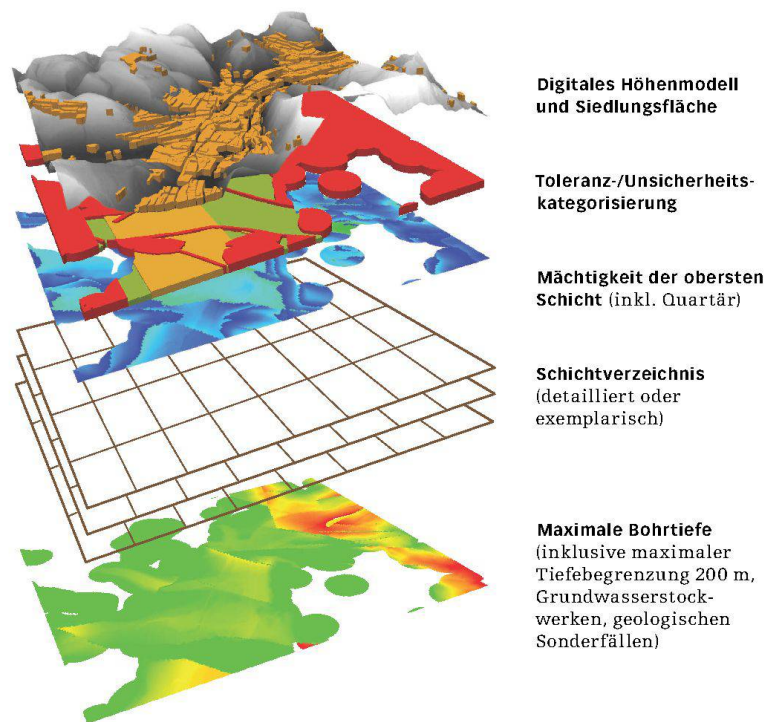 Digitales Höhenmodell
und Siedlungsfläche
Toleranz-/Unsicherheits-
kategorisierung
Mächtigkeit der obersten
Schicht (inkl. Quartär)
Schichtverzeichnis
(detailliert oder
exemplarisch)
Maximale Bohrtiefe
(inklusive maximaler
Tiefebegrenzung 200 m,
Grundwasserstock-
werken, geologischen
Sonderfällen)